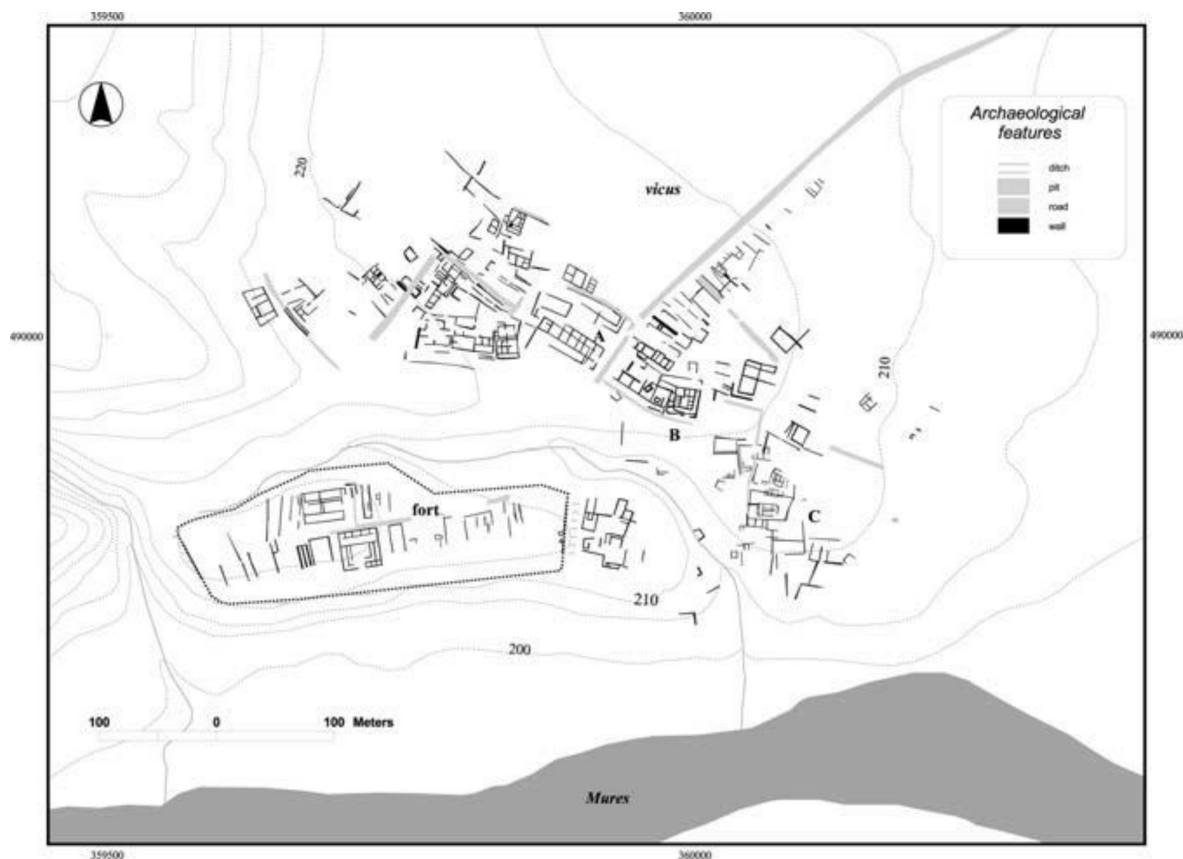 359500 360000
Archaeological
features
ditch
pit
road
wall
220
vicus
490000 490000
210
A
B
fort
C
210
200
100 0 100 Meters
Mures
359500 360000